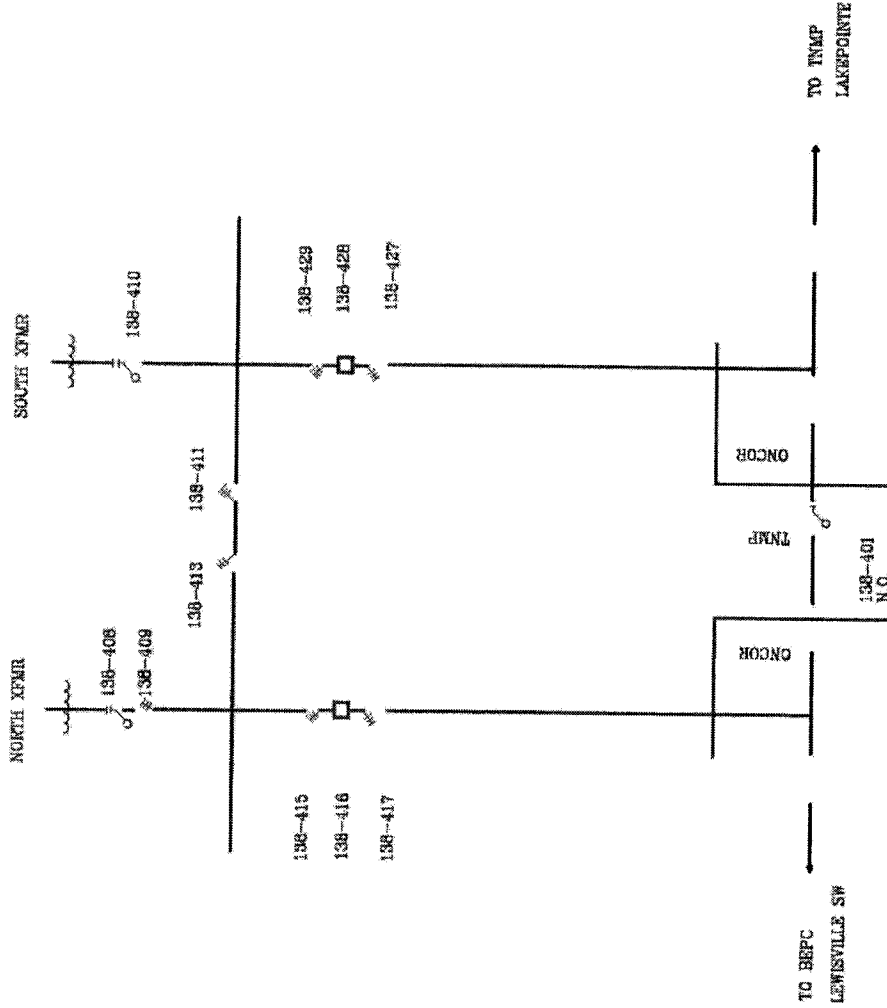 NORTH XFMR
SOUTH XFMR
138-408
138-409
138-410
138-413
138-411
138-415
138-416
138-417
138-429
138-428
138-427
ONCOR
TNMP
ONCOR
138-401
N.O.
TO BEPC
LEWISVILLE SW
TO TNMP
LAKEPOINTE